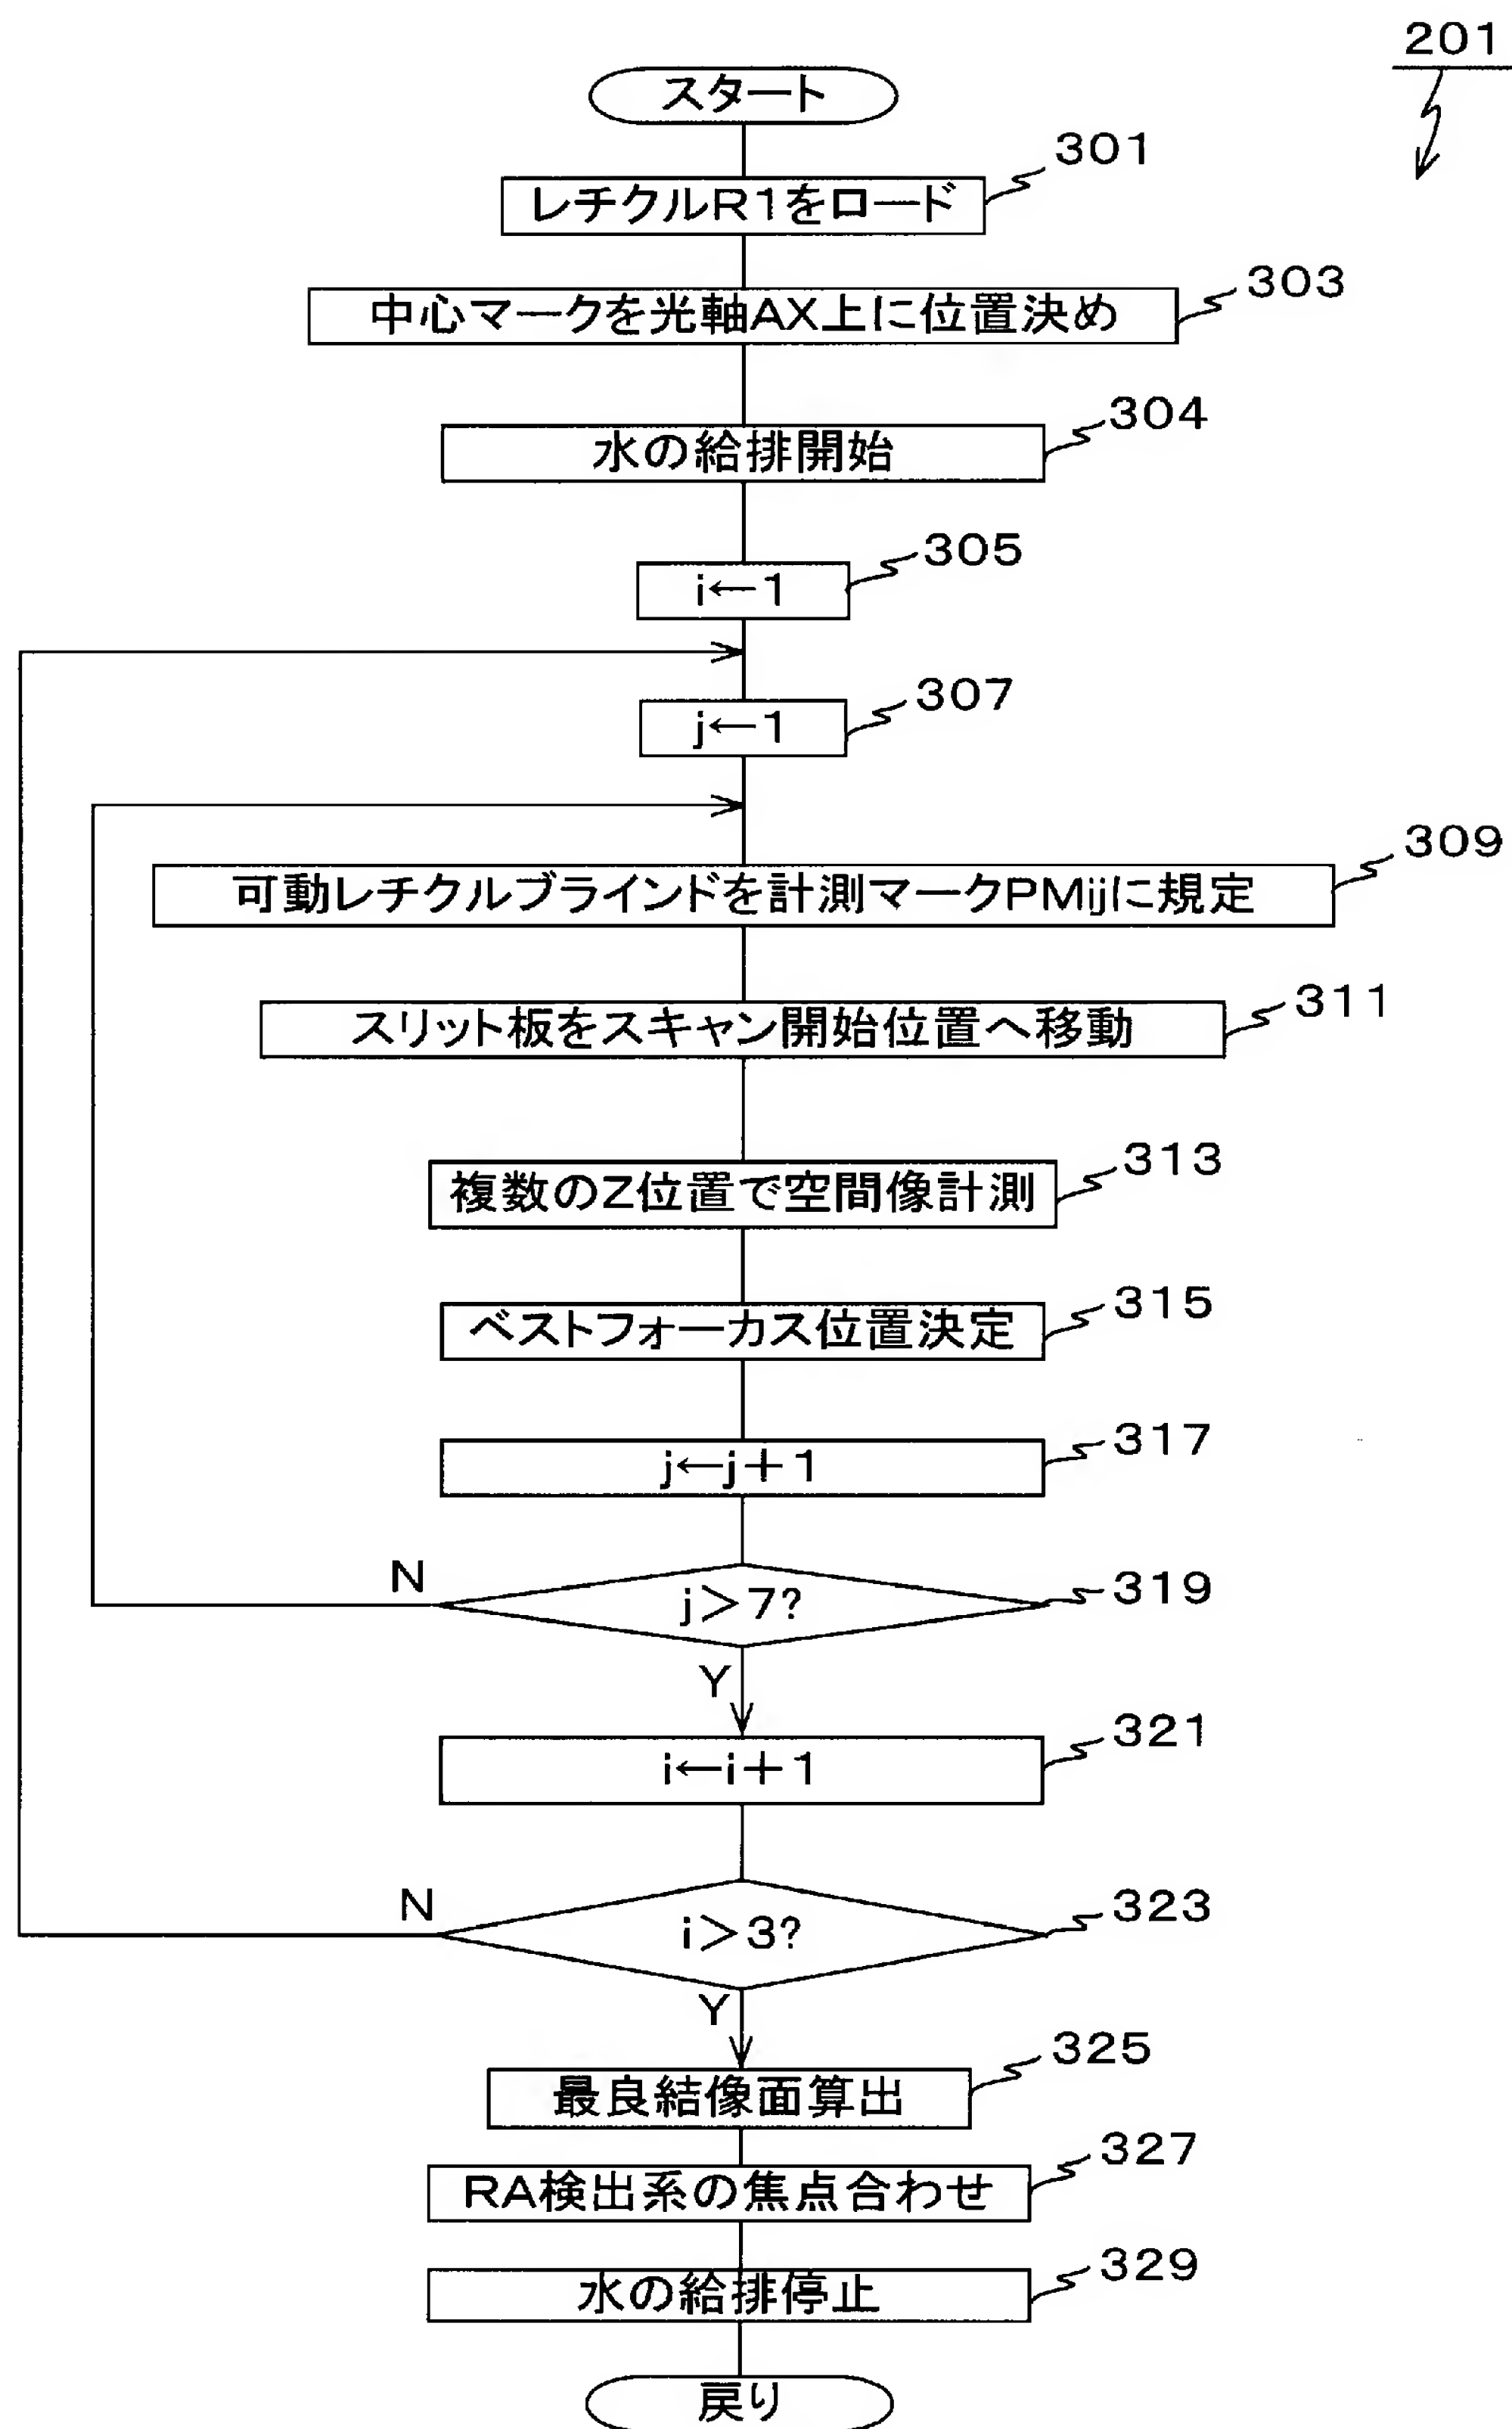 201
スタート
301
レチクルR1をロード
303
中心マークを光軸AX上に位置決め
304
水の給排開始
305
i←1
307
j←1
309
可動レチクルブラインドを計測マークPMijに規定
311
スリット板をスキャン開始位置へ移動
313
複数のZ位置で空間像計測
315
ベストフォーカス位置決定
317
j←j+1
N
j>7?
319
Y
321
i←i+1
N
i>3?
323
Y
325
最良結像面算出
327
RA検出系の焦点合わせ
329
水の給排停止
戻り